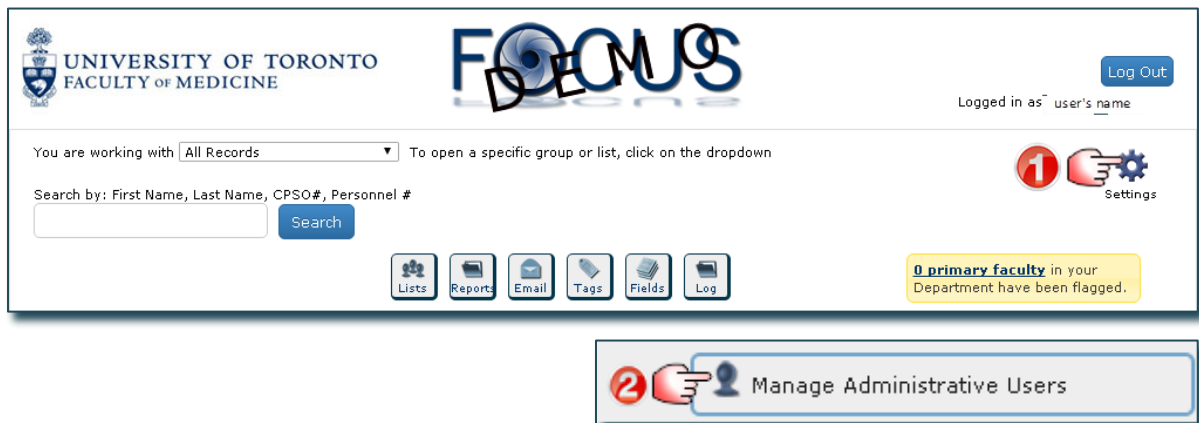 UNIVERSITY OF TORONTO
FACULTY OF MEDICINE
FOCUS
DEMO
Log Out
Logged in as user's name
You are working with All Records To open a specific group or list, click on the dropdown
1
Settings
Search by: First Name, Last Name, CPSO#, Personnel #
Search
Lists Reports Email Tags Fields Log
0 primary faculty in your
Department have been flagged.
2 Manage Administrative Users